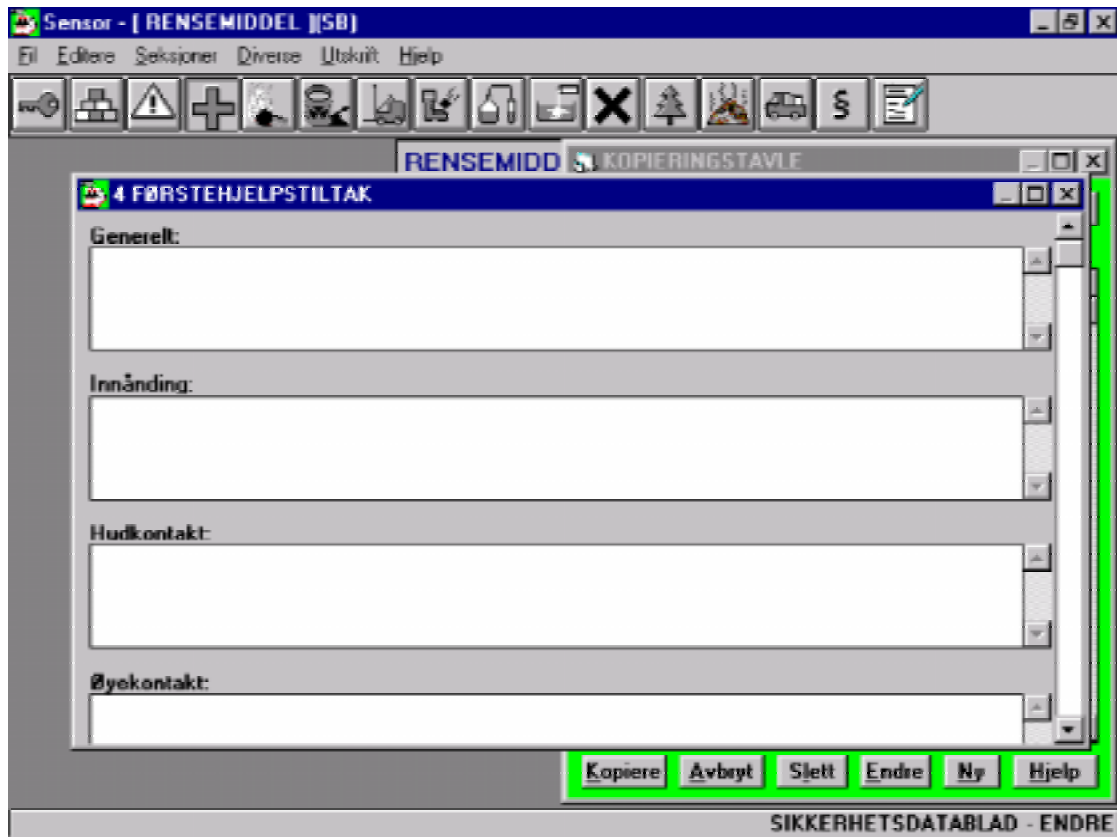 Sensor - [ RENSEMIDDEL ][SB]
Fil Editere Seksjoner Diverse Utskrift Hjelp
§
RENSEMIDD
KOPIERINGSTAVLE
4 FØRSTEHJELPSTILTAK
Generelt:
Innånding:
Hudkontakt:
Øyekontakt:
Kopiere Avbryt Slett Endre Ny Hjelp
SIKKERHETSDATABLAD - ENDRE